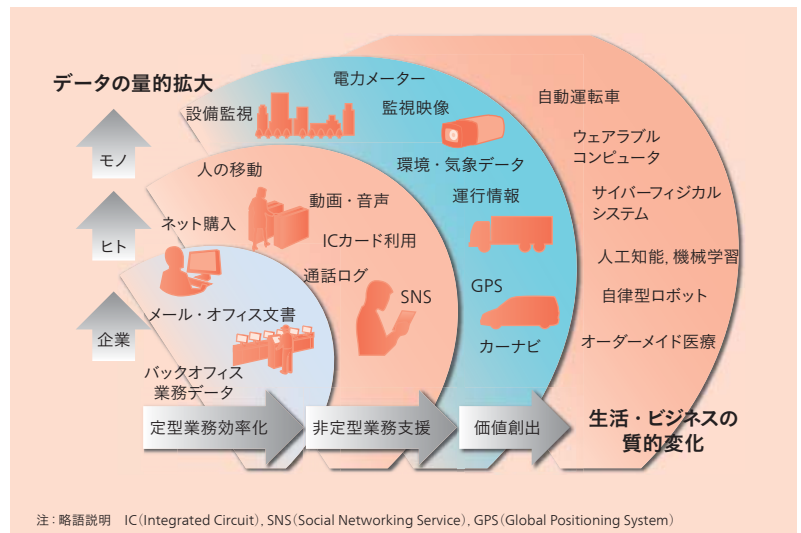 データの量的拡大
モノ
ヒト
企業
電力メーター
設備監視
監視映像
環境・気象データ
運行情報
GPS
カーナビ
人の移動
動画・音声
ネット購入
ICカード利用
通話ログ
SNS
メール・オフィス文書
バックオフィス
業務データ
自動運転車
ウェアラブル
コンピュータ
サイバーフィジカル
システム
人工知能, 機械学習
自律型ロボット
オーダーメイド医療
定型業務効率化
非定型業務支援
価値創出
生活・ビジネスの
質的変化
注：略語説明　IC（Integrated Circuit）, SNS（Social Networking Service）, GPS（Global Positioning System）